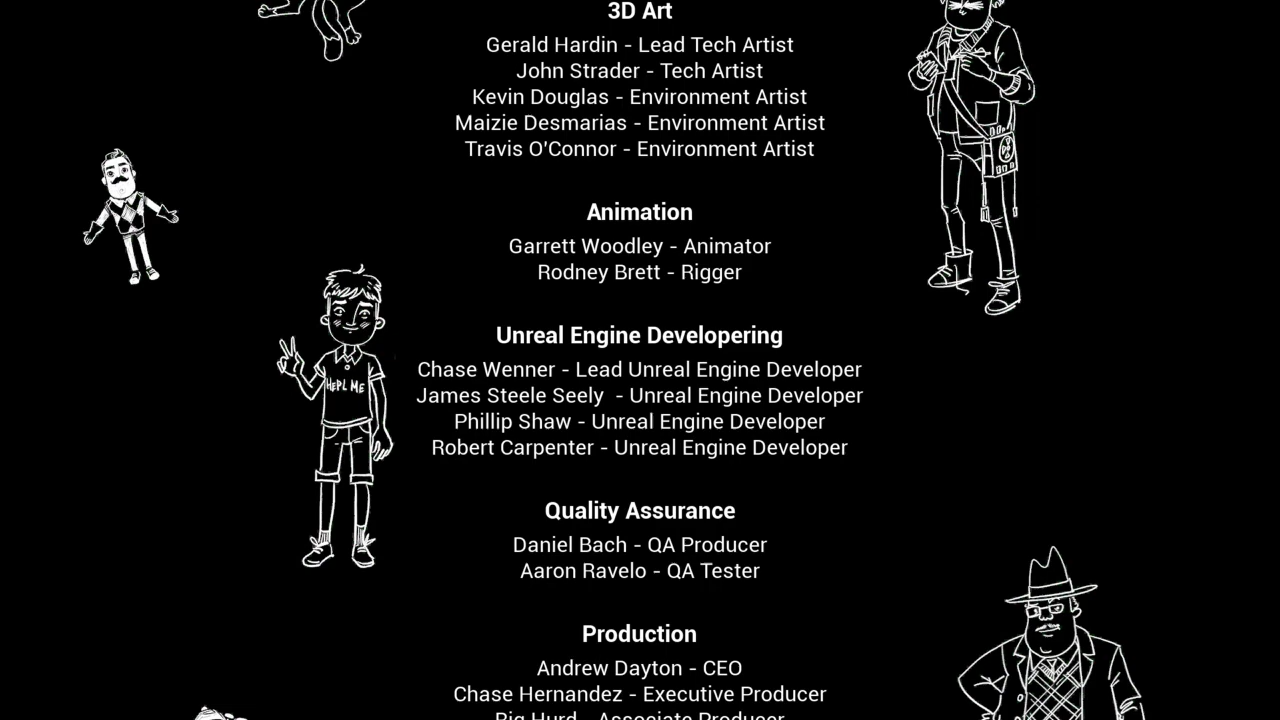 3D Art
Gerald Hardin - Lead Tech Artist
John Strader - Tech Artist
Kevin Douglas - Environment Artist
Maizie Desmarias - Environment Artist
Travis O'Connor - Environment Artist
Animation
Garrett Woodley - Animator
Rodney Brett - Rigger
Unreal Engine Developering
Chase Wenner - Lead Unreal Engine Developer
HEPL ME
James Steele Seely - Unreal Engine Developer
Phillip Shaw - Unreal Engine Developer
Robert Carpenter - Unreal Engine Developer
Quality Assurance
Daniel Bach - QA Producer
Aaron Ravelo - QA Tester
Production
Andrew Dayton - CEO
Chase Hernandez - Executive Producer
Hurd - Associate Producer